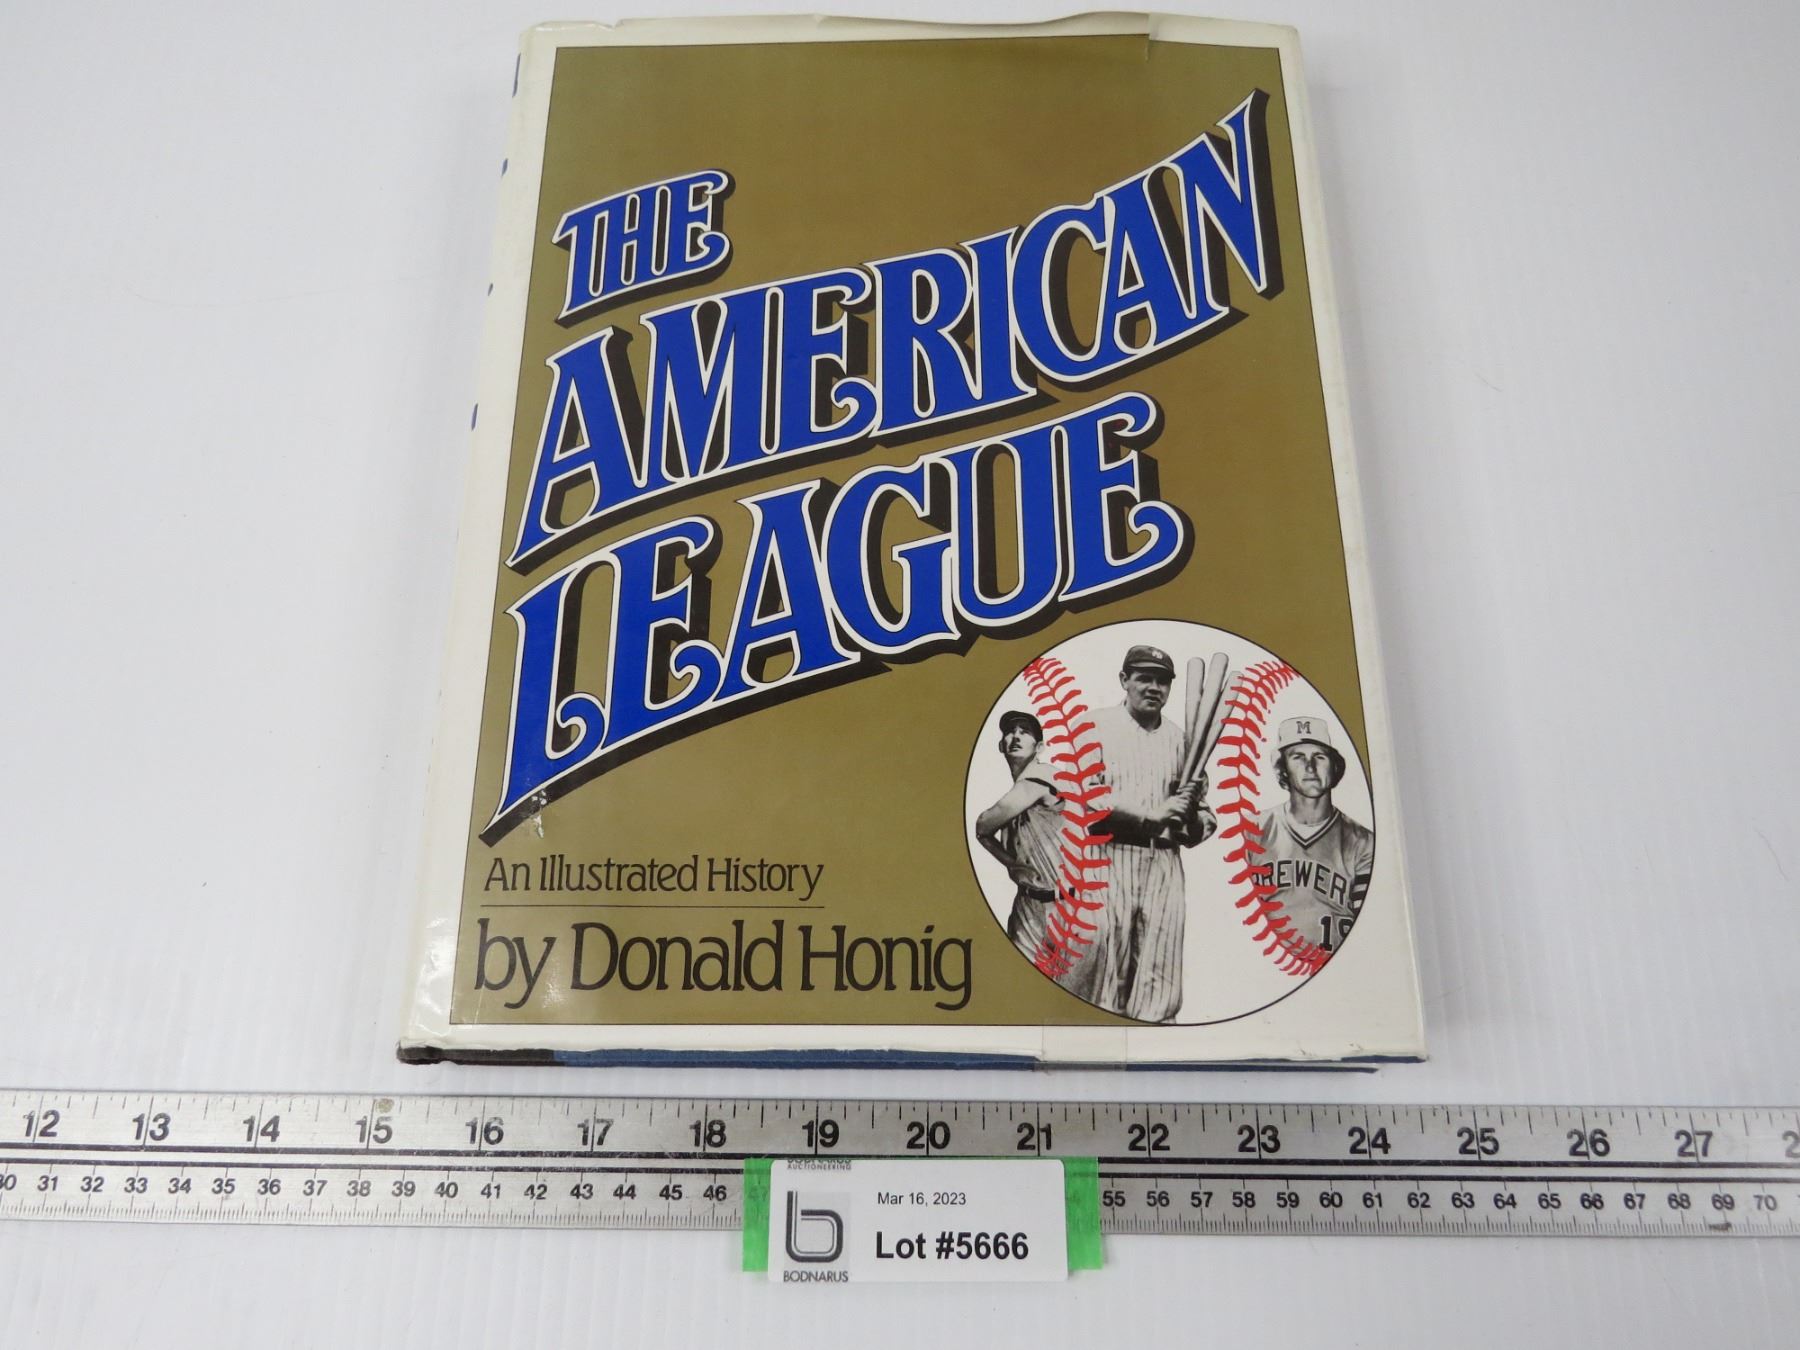 THE
AMERICAN
LEAGUE
M
REWER
19
An Illustrated History
by Donald Honig
12 13 14 15 16 17 18 19 20 21 22 23 24 25 26 27
30 31 32 33 34 35 36 37 38 39 40 41 42 43 44 45 46 55 56 57 58 59 60 61 62 63 64 65 66 67 68 69 70
AUCTIONEERING
Mar 16, 2023
Lot #5666
BODNARUS